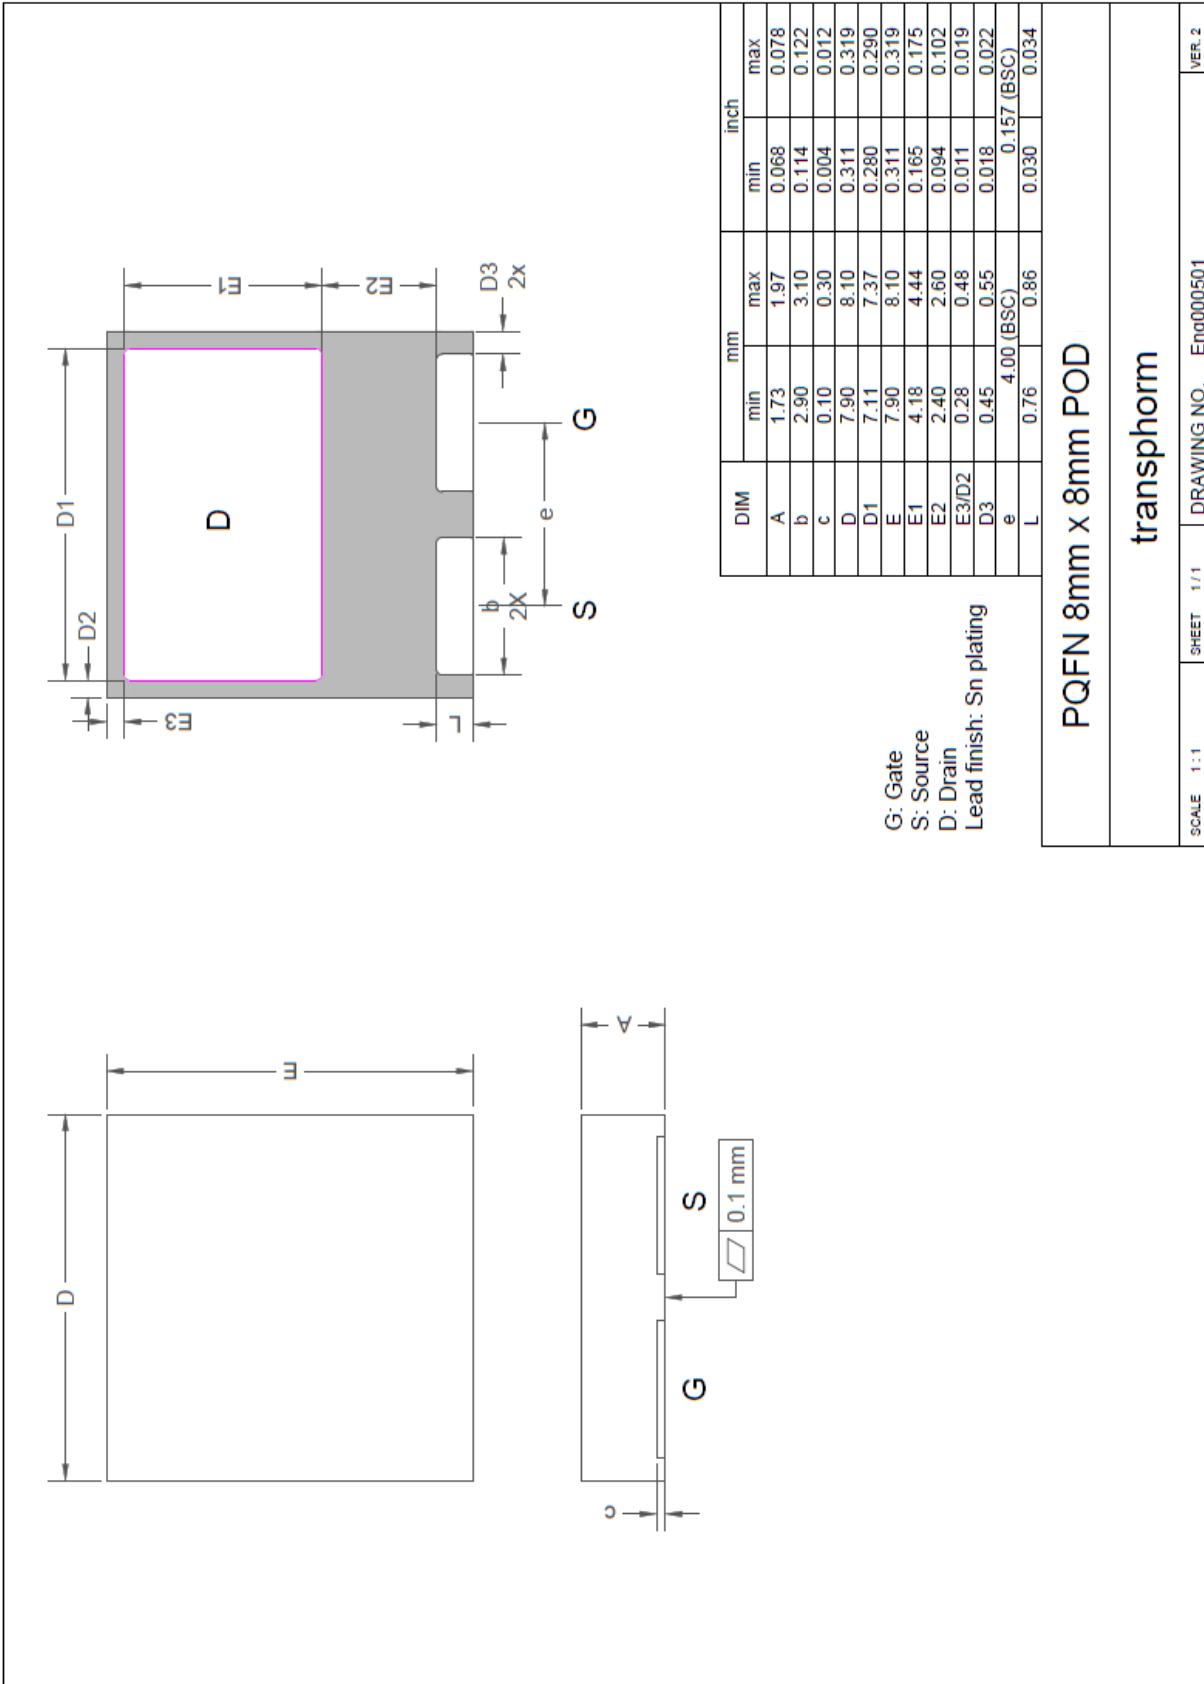 D
E
A
c
G
S
0.1 mm
D1
D2
E3
D
E1
E2
L
b
2X
e
D3
2x
S
G
G: Gate
S: Source
D: Drain
Lead finish: Sn plating
DIM mm inch
min max min max
A 1.73 1.97 0.068 0.078
b 2.90 3.10 0.114 0.122
c 0.10 0.30 0.004 0.012
D 7.90 8.10 0.311 0.319
D1 7.11 7.37 0.280 0.290
E 7.90 8.10 0.311 0.319
E1 4.18 4.44 0.165 0.175
E2 2.40 2.60 0.094 0.102
E3/D2 0.28 0.48 0.011 0.019
D3 0.45 0.55 0.018 0.022
e 4.00 (BSC) 0.157 (BSC)
L 0.76 0.86 0.030 0.034
PQFN 8mm x 8mm POD
transphorm
SCALE 1:1 SHEET 1/1 DRAWING NO. Eng000501 VER. 2